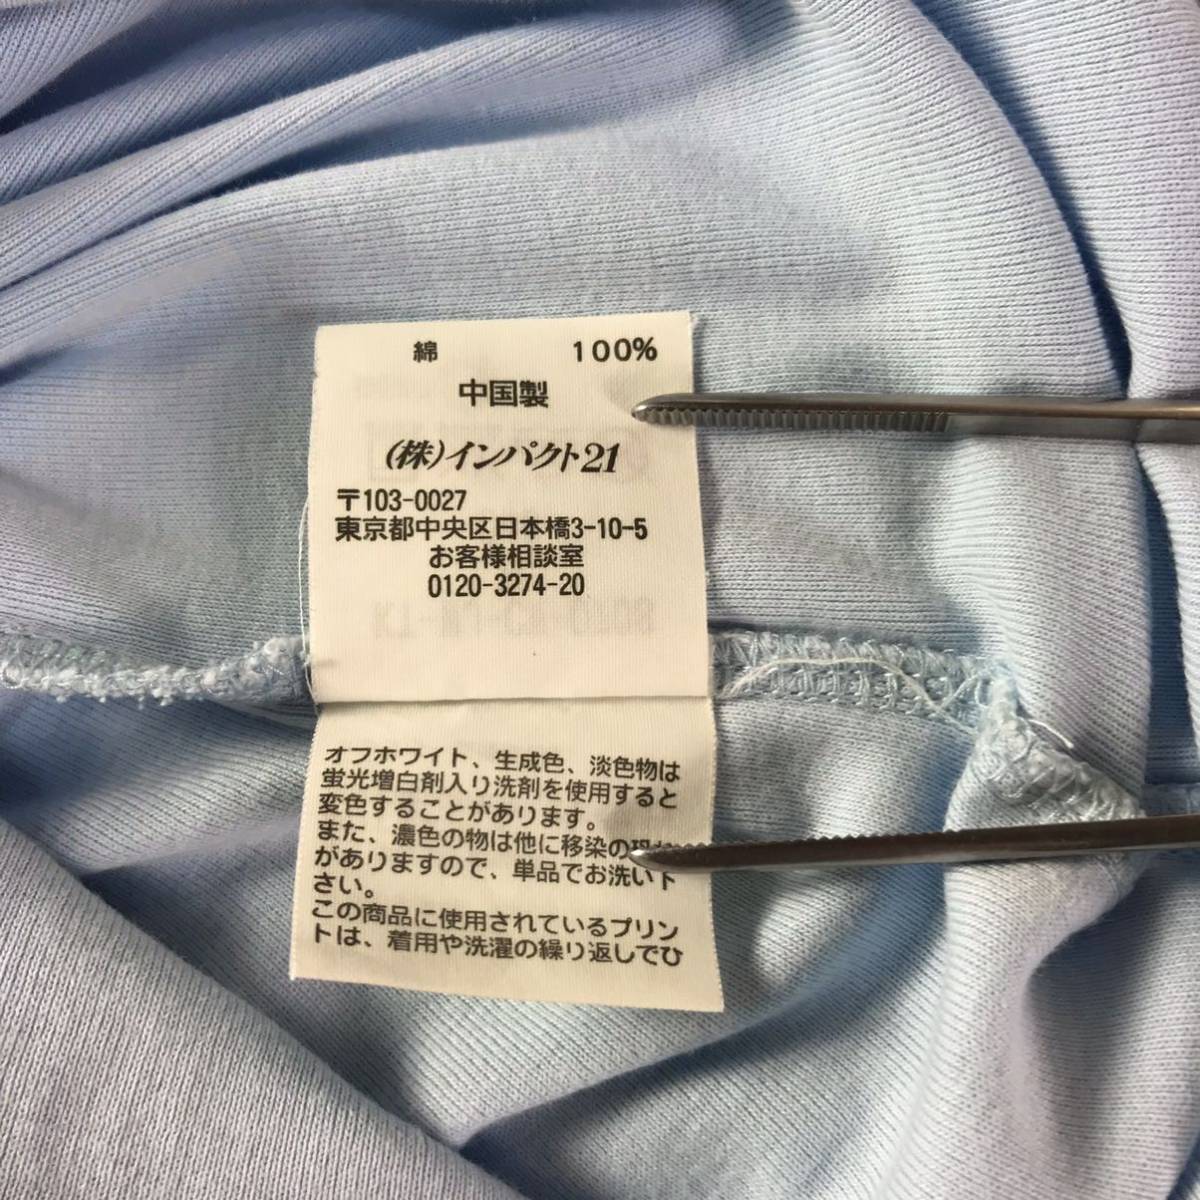 綿 100%
中国製
(株)インパクト21
〒103-0027
東京都中央区日本橋3-10-5
お客様相談室
0120-3274-20
オフホワイト、生成色、淡色物は
蛍光増白剤入り洗剤を使用すると
変色することがあります。
また、濃色の物は他に移染の
がありますので、単品でお洗い下
さい。
この商品に使用されているプリン
トは、着用や洗濯の繰り返しでひ